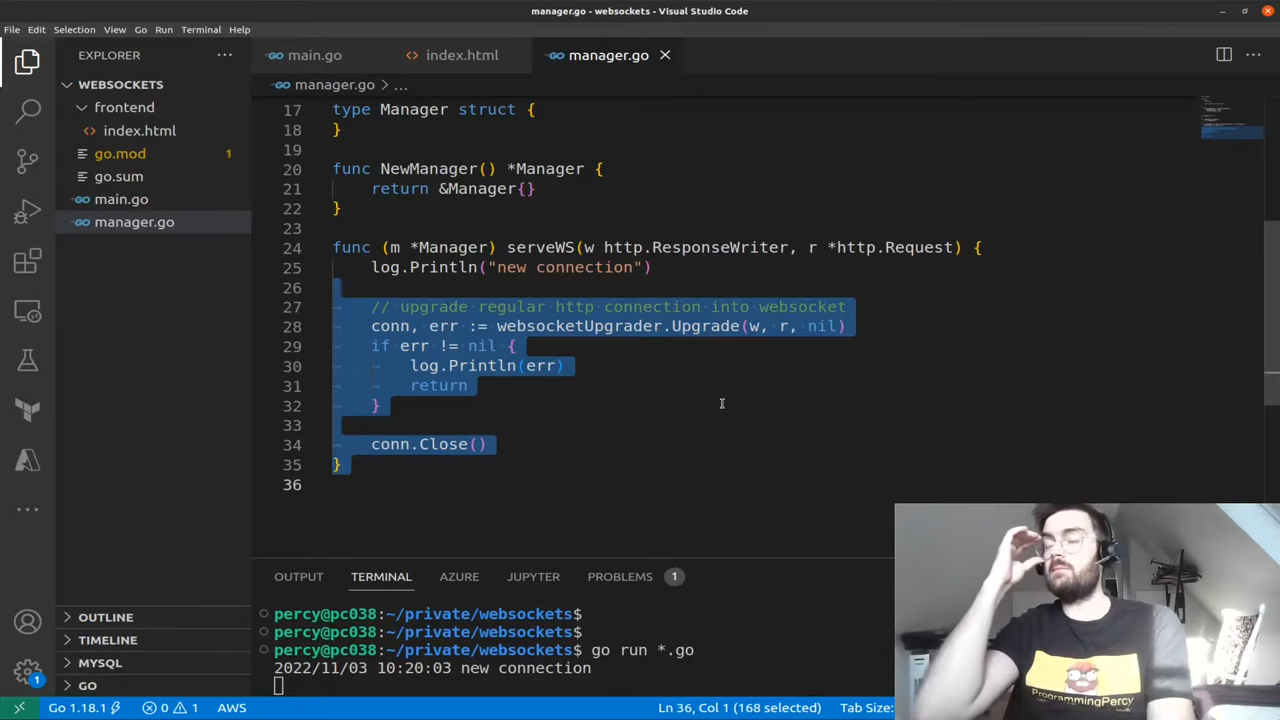 manager.go - websockets - Visual Studio Code
File Edit Selection View Go Run Terminal Help
EXPLORER
main.go
index.html
manager.go
WEBSOCKETS
frontend
index.html
go.mod 1
go.sum
main.go
manager.go
manager.go > ...
17 type Manager struct {
18 }
19
20 func NewManager() *Manager {
21 return &Manager{}
22 }
23
24 func (m *Manager) serveWS(w http.ResponseWriter, r *http.Request) {
25 log.Println("new connection")
26
27 // upgrade regular http connection into websocket
28 conn, err := websocketUpgrader.Upgrade(w, r, nil)
29 if err != nil {
30 log.Println(err)
31 return
32 }
33
34 conn.Close()
35 }
36
OUTPUT TERMINAL AZURE JUPYTER PROBLEMS 1
percy@pc038:~/private/websockets$
percy@pc038:~/private/websockets$
percy@pc038:~/private/websockets$ go run *.go
2022/11/03 10:20:03 new connection
OUTLINE
TIMELINE
MYSQL
GO
1
Go 1.18.1 0 1 AWS
Ln 36, Col 1 (168 selected) Tab Size:
ProgrammingPercy